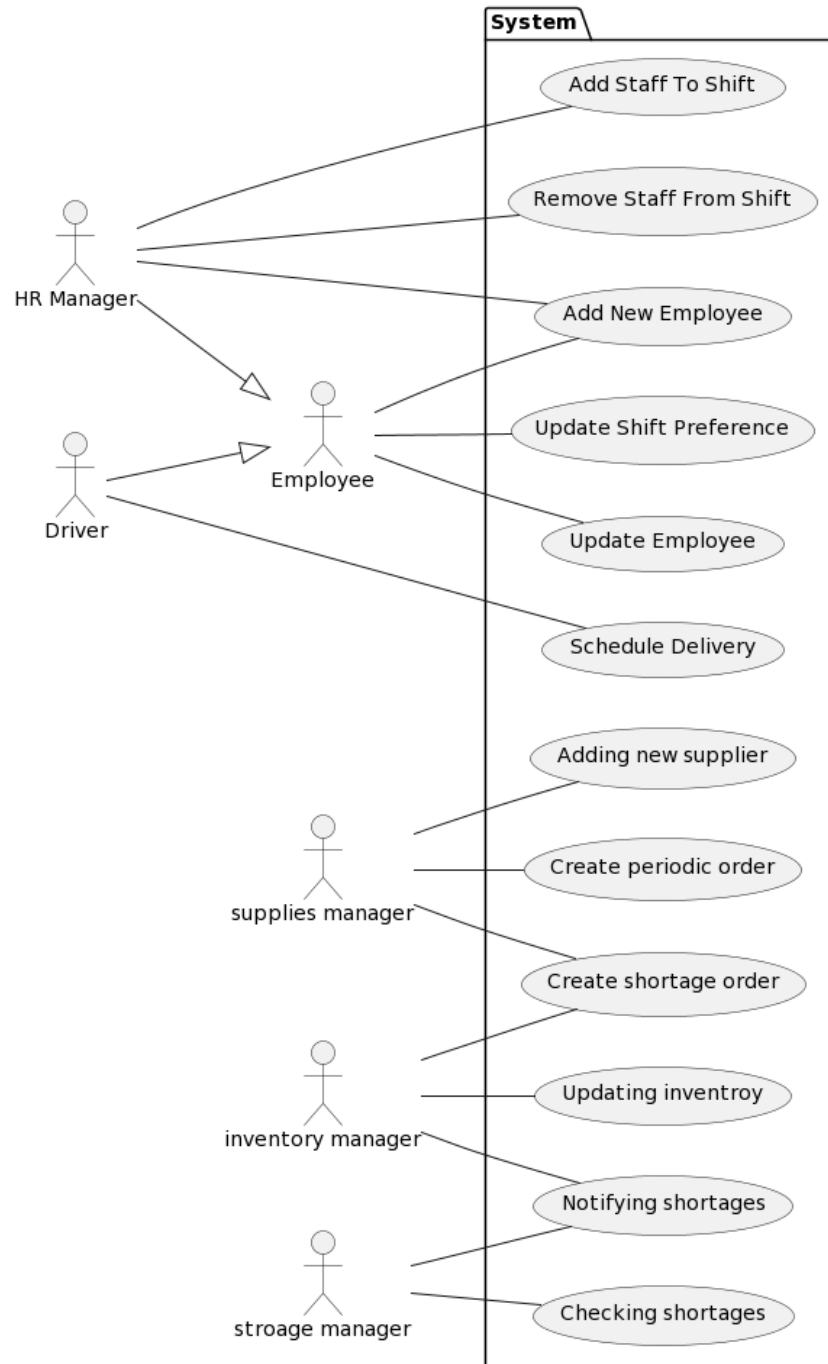 System
Add Staff To Shift
Remove Staff From Shift
HR Manager
Add New Employee
Update Shift Preference
Employee
Driver
Update Employee
Schedule Delivery
Adding new supplier
Create periodic order
supplies manager
Create shortage order
Updating inventroy
inventory manager
Notifying shortages
Checking shortages
stroage manager